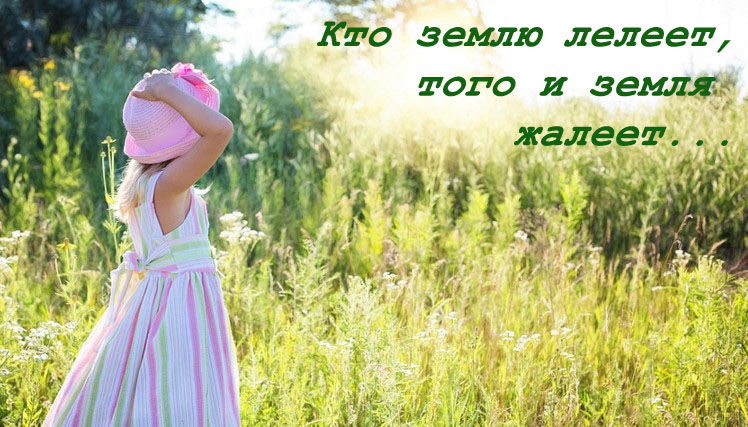 Кто землю лелеет,
того и земля
жалеет...